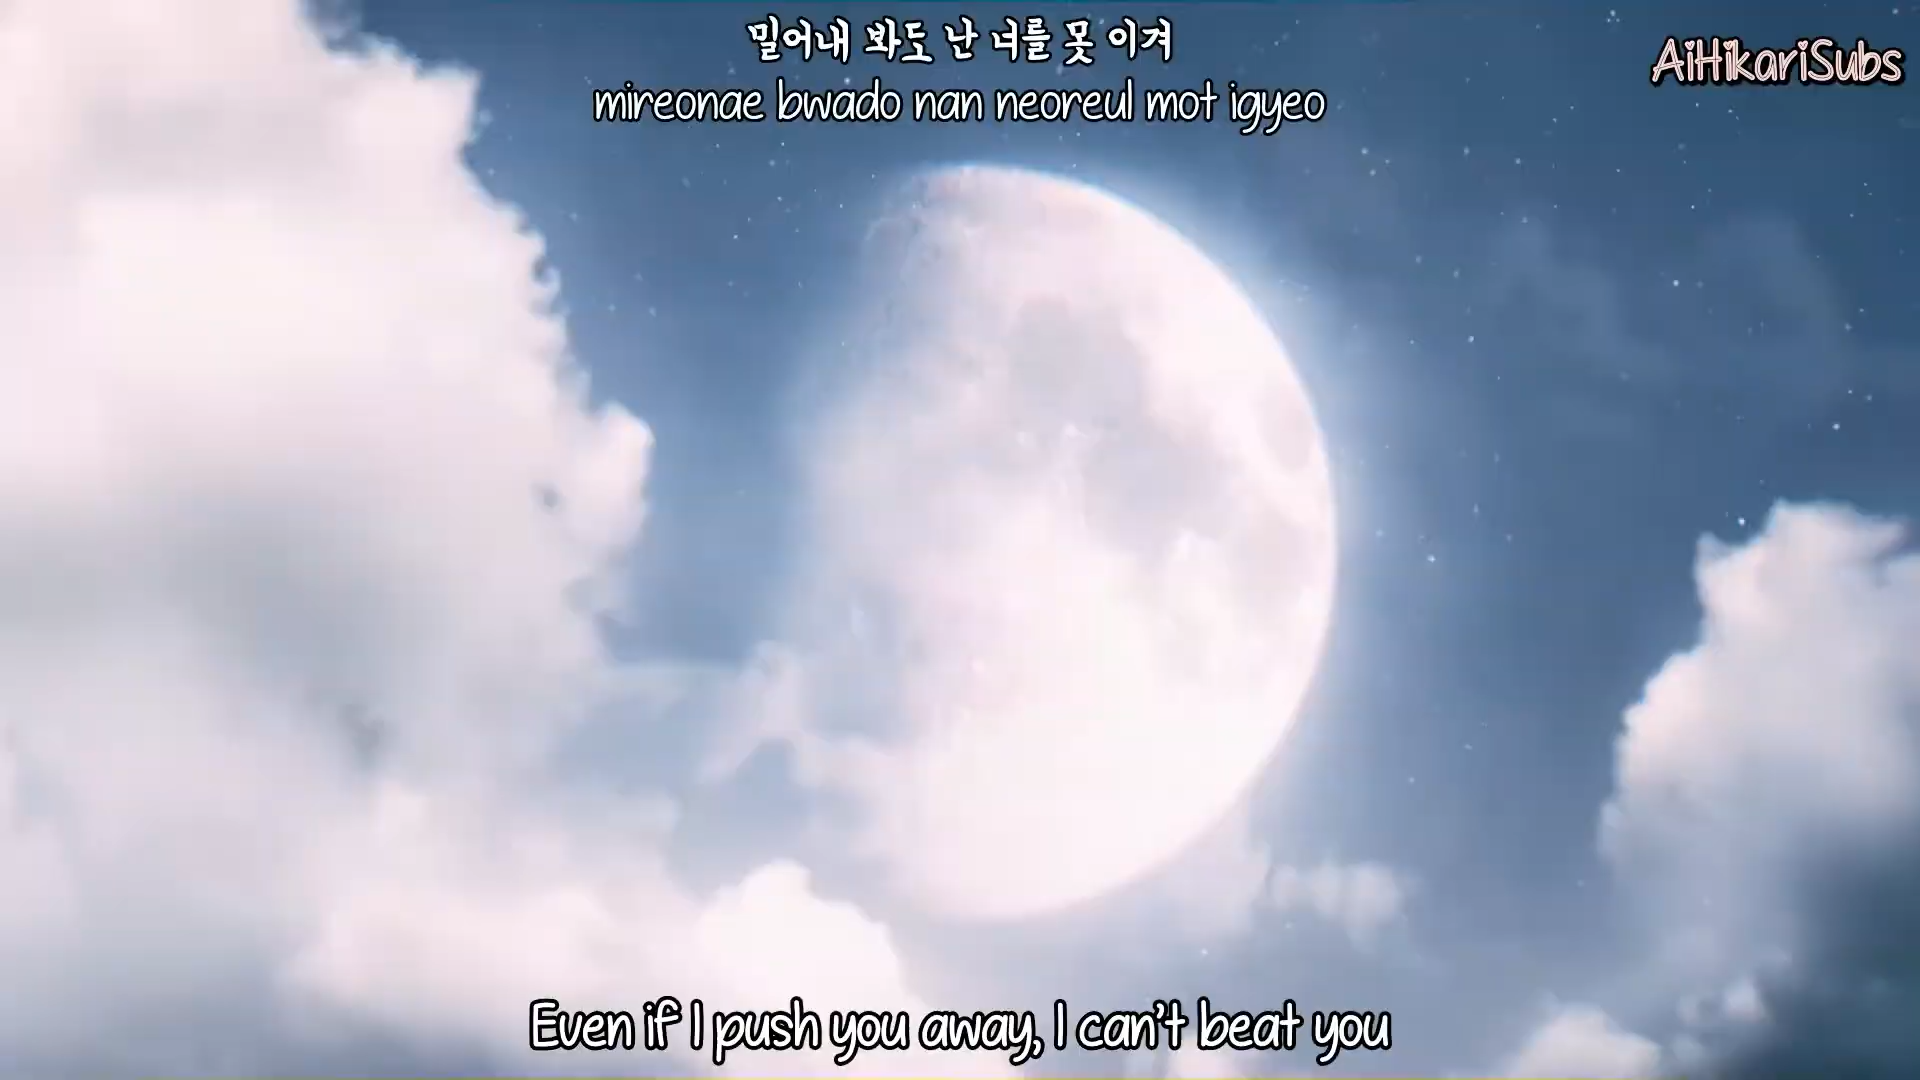 밀어내 봐도 난 너를 못 이겨
mireonae bwado nan neoreul mot igyeo
AiHikariSubs
Even if I push you away, I can't beat you